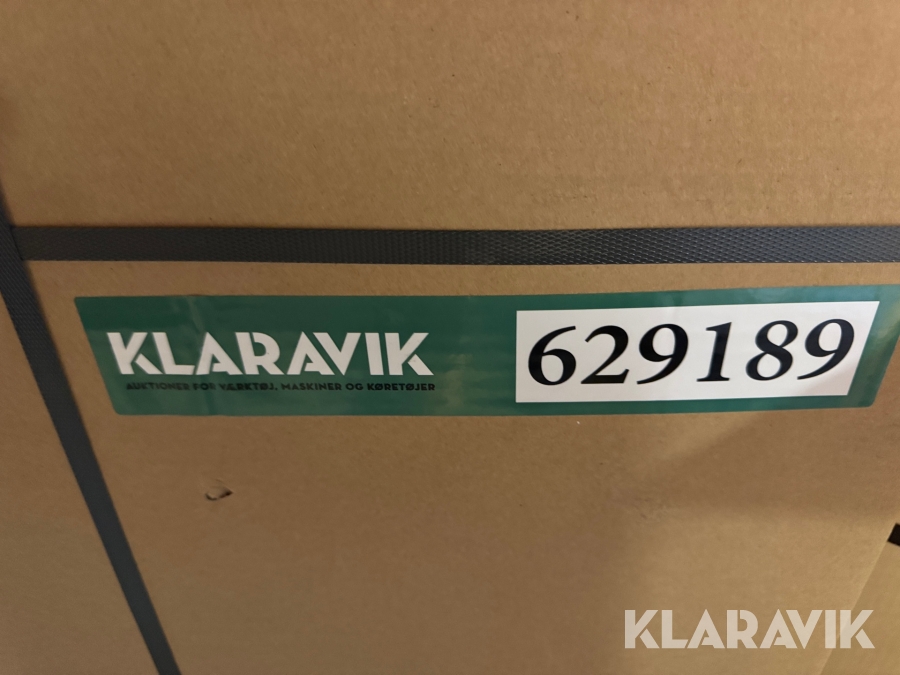 KLARAVIK
AUKTIONER FOR VÆRKTØJ, MASKINER OG KØRETØJER
629189
KLARAVIK